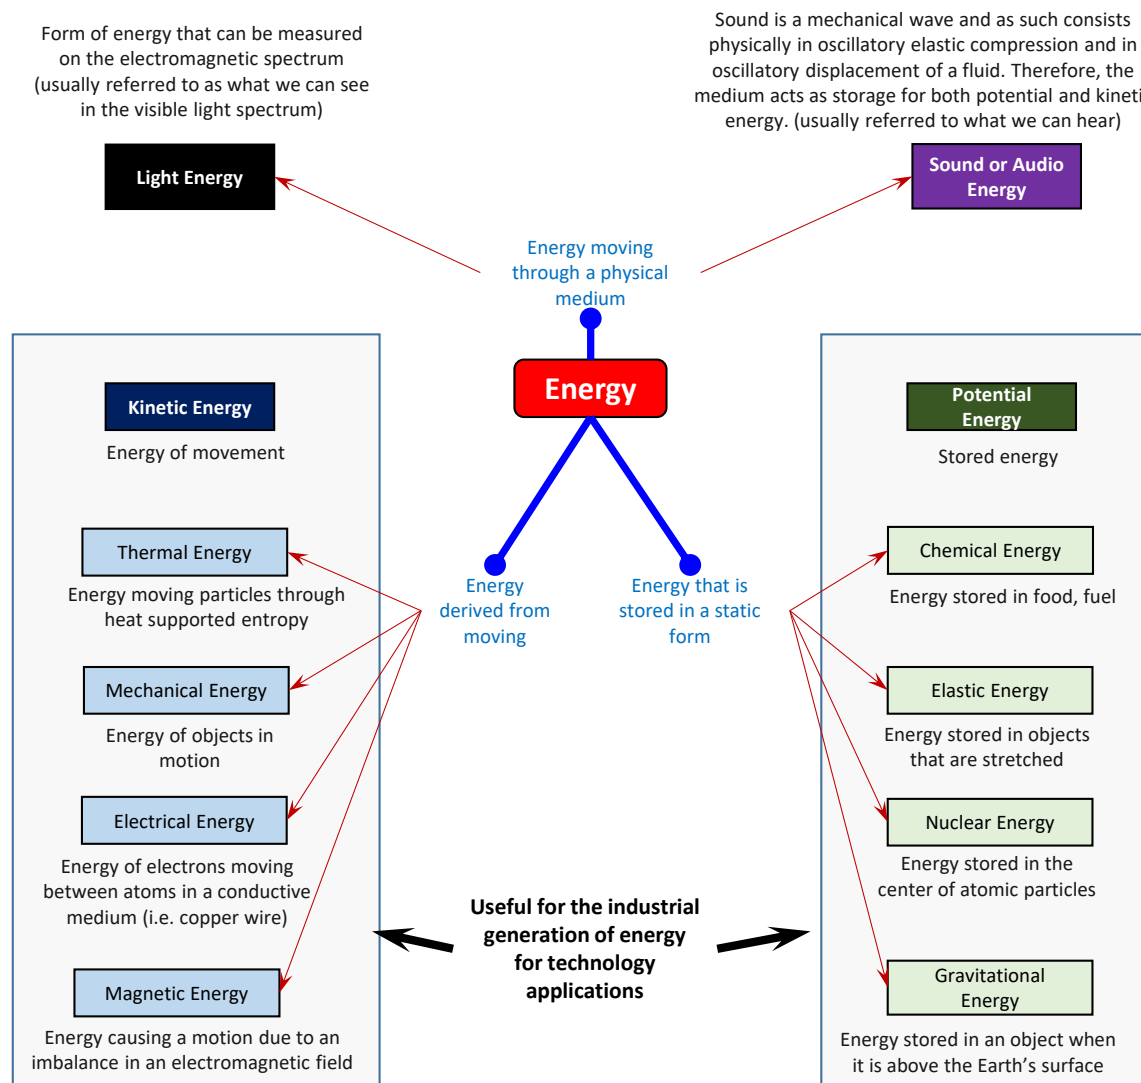 Form of energy that can be measured
on the electromagnetic spectrum
(usually referred to as what we can see
in the visible light spectrum)
Light Energy
Sound is a mechanical wave and as such consists
physically in oscillatory elastic compression and in
oscillatory displacement of a fluid. Therefore, the
medium acts as storage for both potential and kineti
energy. (usually referred to what we can hear)
Sound or Audio
Energy
Energy moving
through a physical
medium
Energy
Kinetic Energy
Energy of movement
Thermal Energy
Energy moving particles through
heat supported entropy
Mechanical Energy
Energy of objects in
motion
Electrical Energy
Energy of electrons moving
between atoms in a conductive
medium (i.e. copper wire)
Magnetic Energy
Energy causing a motion due to an
imbalance in an electromagnetic field
Energy
derived from
moving
Energy that is
stored in a static
form
Useful for the industrial
generation of energy
for technology
applications
Potential
Energy
Stored energy
Chemical Energy
Energy stored in food, fuel
Elastic Energy
Energy stored in objects
that are stretched
Nuclear Energy
Energy stored in the
center of atomic particles
Gravitational
Energy
Energy stored in an object when
it is above the Earth’s surface